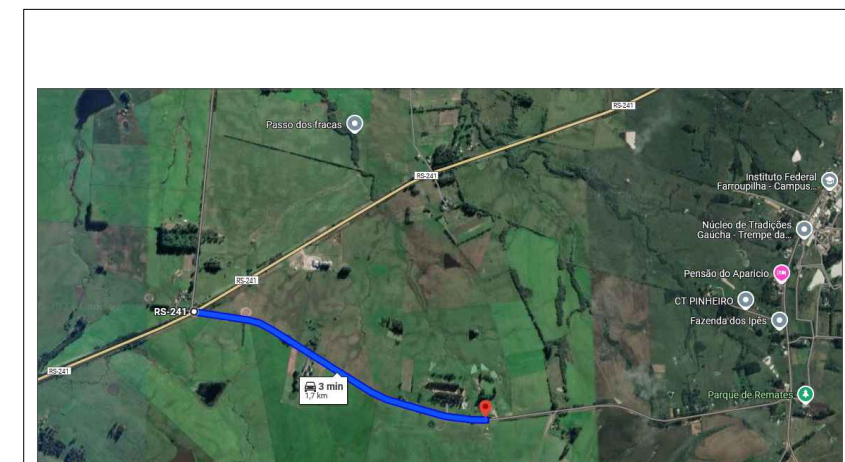 RS-241
Passo dos fracas
RS-241
Instituto Federal
Farroupilha - Campus...
Núcleo de Tradições
Gaúcha - Trempe da...
Pensão do Aparicio
RS-241
CT PINHEIRO
RS-241
Fazenda dos Ipês
RS-241
3 min
1,7 km
Parque de Remates